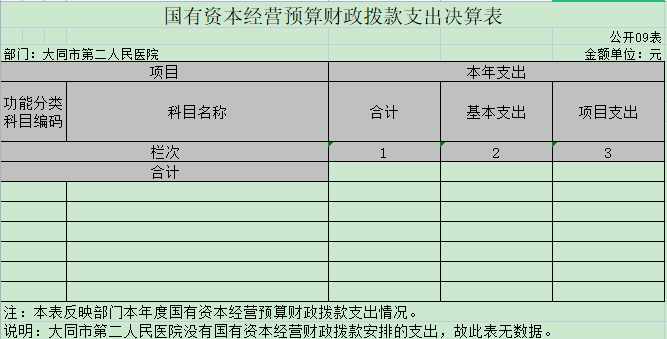 国有资本经营预算财政拨款支出决算表
公开09表
部门：大同市第二人民医院 金额单位：元
项目 本年支出
功能分类科目编码 科目名称 合计 基本支出 项目支出
栏次 1 2 3
合计
注：本表反映部门本年度国有资本经营预算财政拨款支出情况。
说明：大同市第二人民医院没有国有资本经营财政拨款安排的支出，故此表无数据。